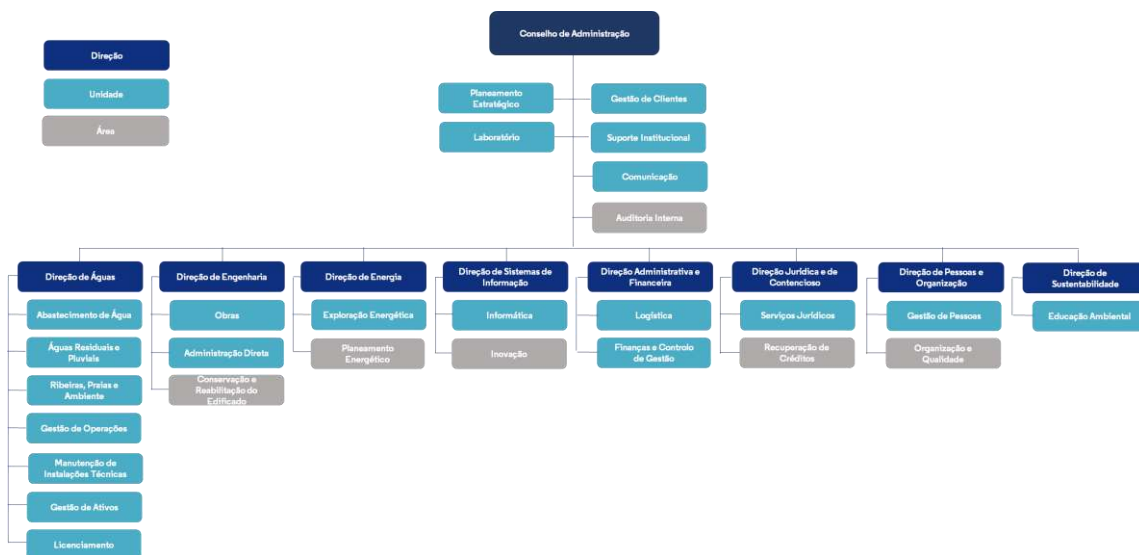 Conselho de Administração
Direção
Unidade
Área
Planeamento
Estratégico
Gestão de Clientes
Laboratório
Suporte Institucional
Comunicação
Auditoria Interna
Direção de Águas
Abastecimento de Água
Águas Residuais e
Pluviais
Ribeiras, Praias e
Ambiente
Gestão de Operações
Manutenção de
Instalações Técnicas
Gestão de Ativos
Licenciamento
Direção de Engenharia
Obras
Administração Direta
Conservação e
Reabilitação do
Edificado
Direção de Energia
Exploração Energética
Planeamento
Energético
Direção de Sistemas de
Informação
Informática
Inovação
Direção Administrativa e
Financeira
Logística
Finanças e Controlo
de Gestão
Direção Jurídica e de
Contencioso
Serviços Jurídicos
Recuperação de
Créditos
Direção de Pessoas e
Organização
Gestão de Pessoas
Organização e
Qualidade
Direção de
Sustentabilidade
Educação Ambiental